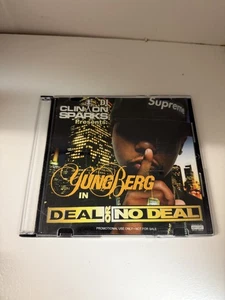 DJ
CLINTON
SPARKS
Presents:
Supreme
YUNG BERG
IN
DEAL OR NO DEAL
PROMOTIONAL USE ONLY - NOT FOR SALE